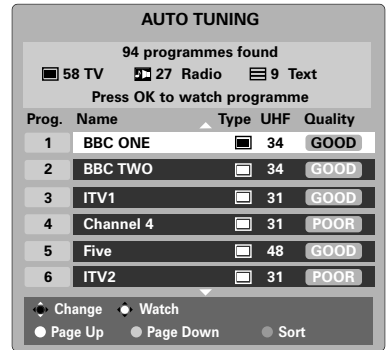 AUTO TUNING
94 programmes found
58 TV 27 Radio 9 Text
Press OK to watch programme
Prog. Name Type UHF Quality
1 BBC ONE 34 GOOD
2 BBC TWO 34 GOOD
3 ITV1 31 GOOD
4 Channel 4 31 POOR
5 Five 48 GOOD
6 ITV2 31 POOR
Change Watch
Page Up Page Down Sort